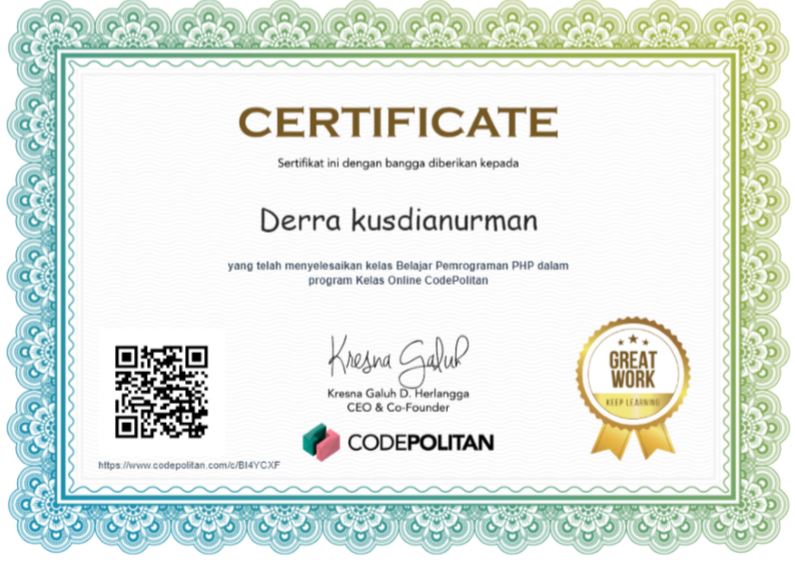 CERTIFICATE
Sertifikat ini dengan bangga diberikan kepada
Derra kusdianurman
yang telah menyelesaikan kelas Belajar Pemrograman PHP dalam
program Kelas Online CodePolitan
Kresna Galuh
Kresna Galuh D. Herlangga
CEO & Co-Founder
CODEPOLITAN
GREAT
WORK
KEEP LEARNING
https://www.codepolitan.com/c/BI4YCXF